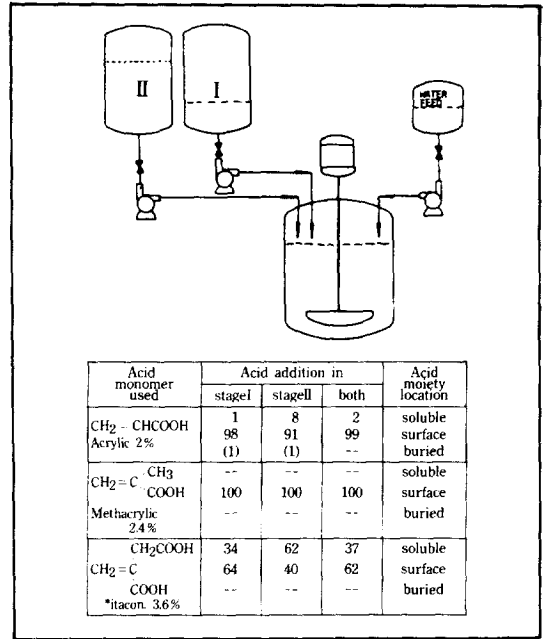 II
I
WATER
FEED
Acid monomer used | Acid addition in | Acid moiety location
stageI | stageII | both
CH2 - CHCOOH
Acrylic 2%
1 | 8 | 2 | soluble
98 | 91 | 99 | surface
(1) | (1) | -- | buried
CH3
CH2 = C
COOH
Methacrylic
2.4%
-- | -- | -- | soluble
100 | 100 | 100 | surface
-- | -- | -- | buried
CH2COOH
CH2 = C
COOH
*itacon. 3.6%
34 | 62 | 37 | soluble
64 | 40 | 62 | surface
-- | -- | -- | buried